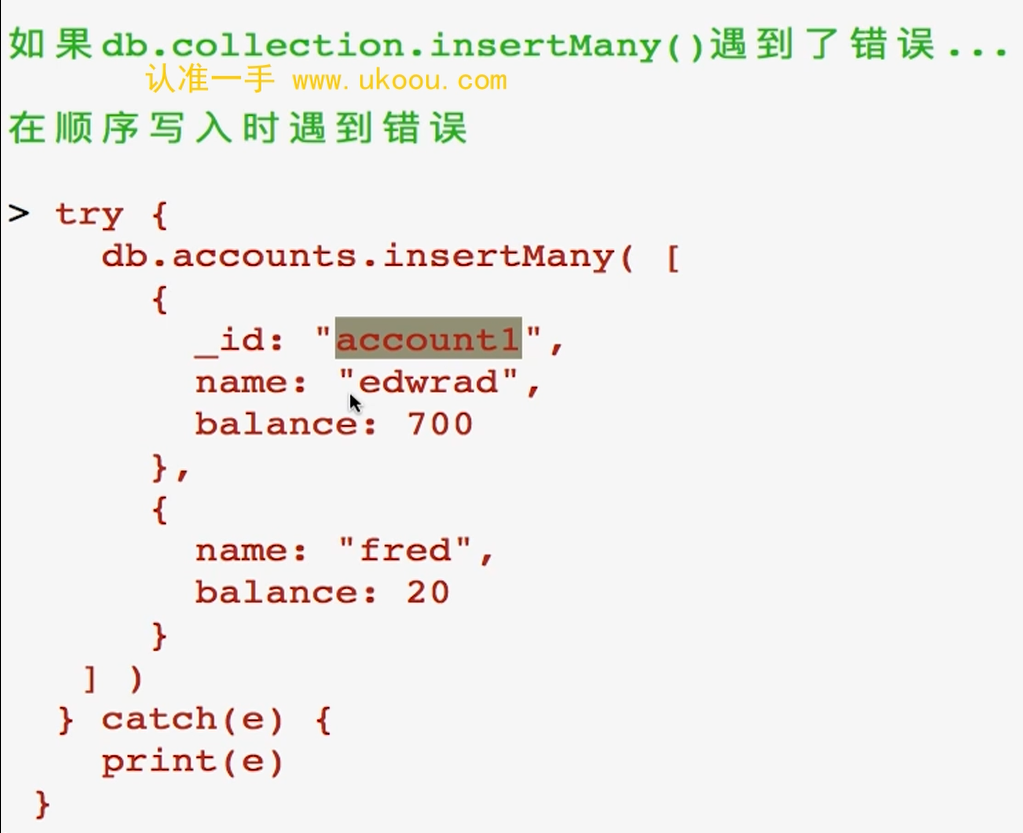 如果db.collection.insertMany()遇到了错误...
认准一手 www.ukoou.com
在顺序写入时遇到错误
> try {
db.accounts.insertMany( [
{
_id: "account1",
name: "edwrad",
balance: 700
},
{
name: "fred",
balance: 20
}
] )
} catch(e) {
print(e)
}